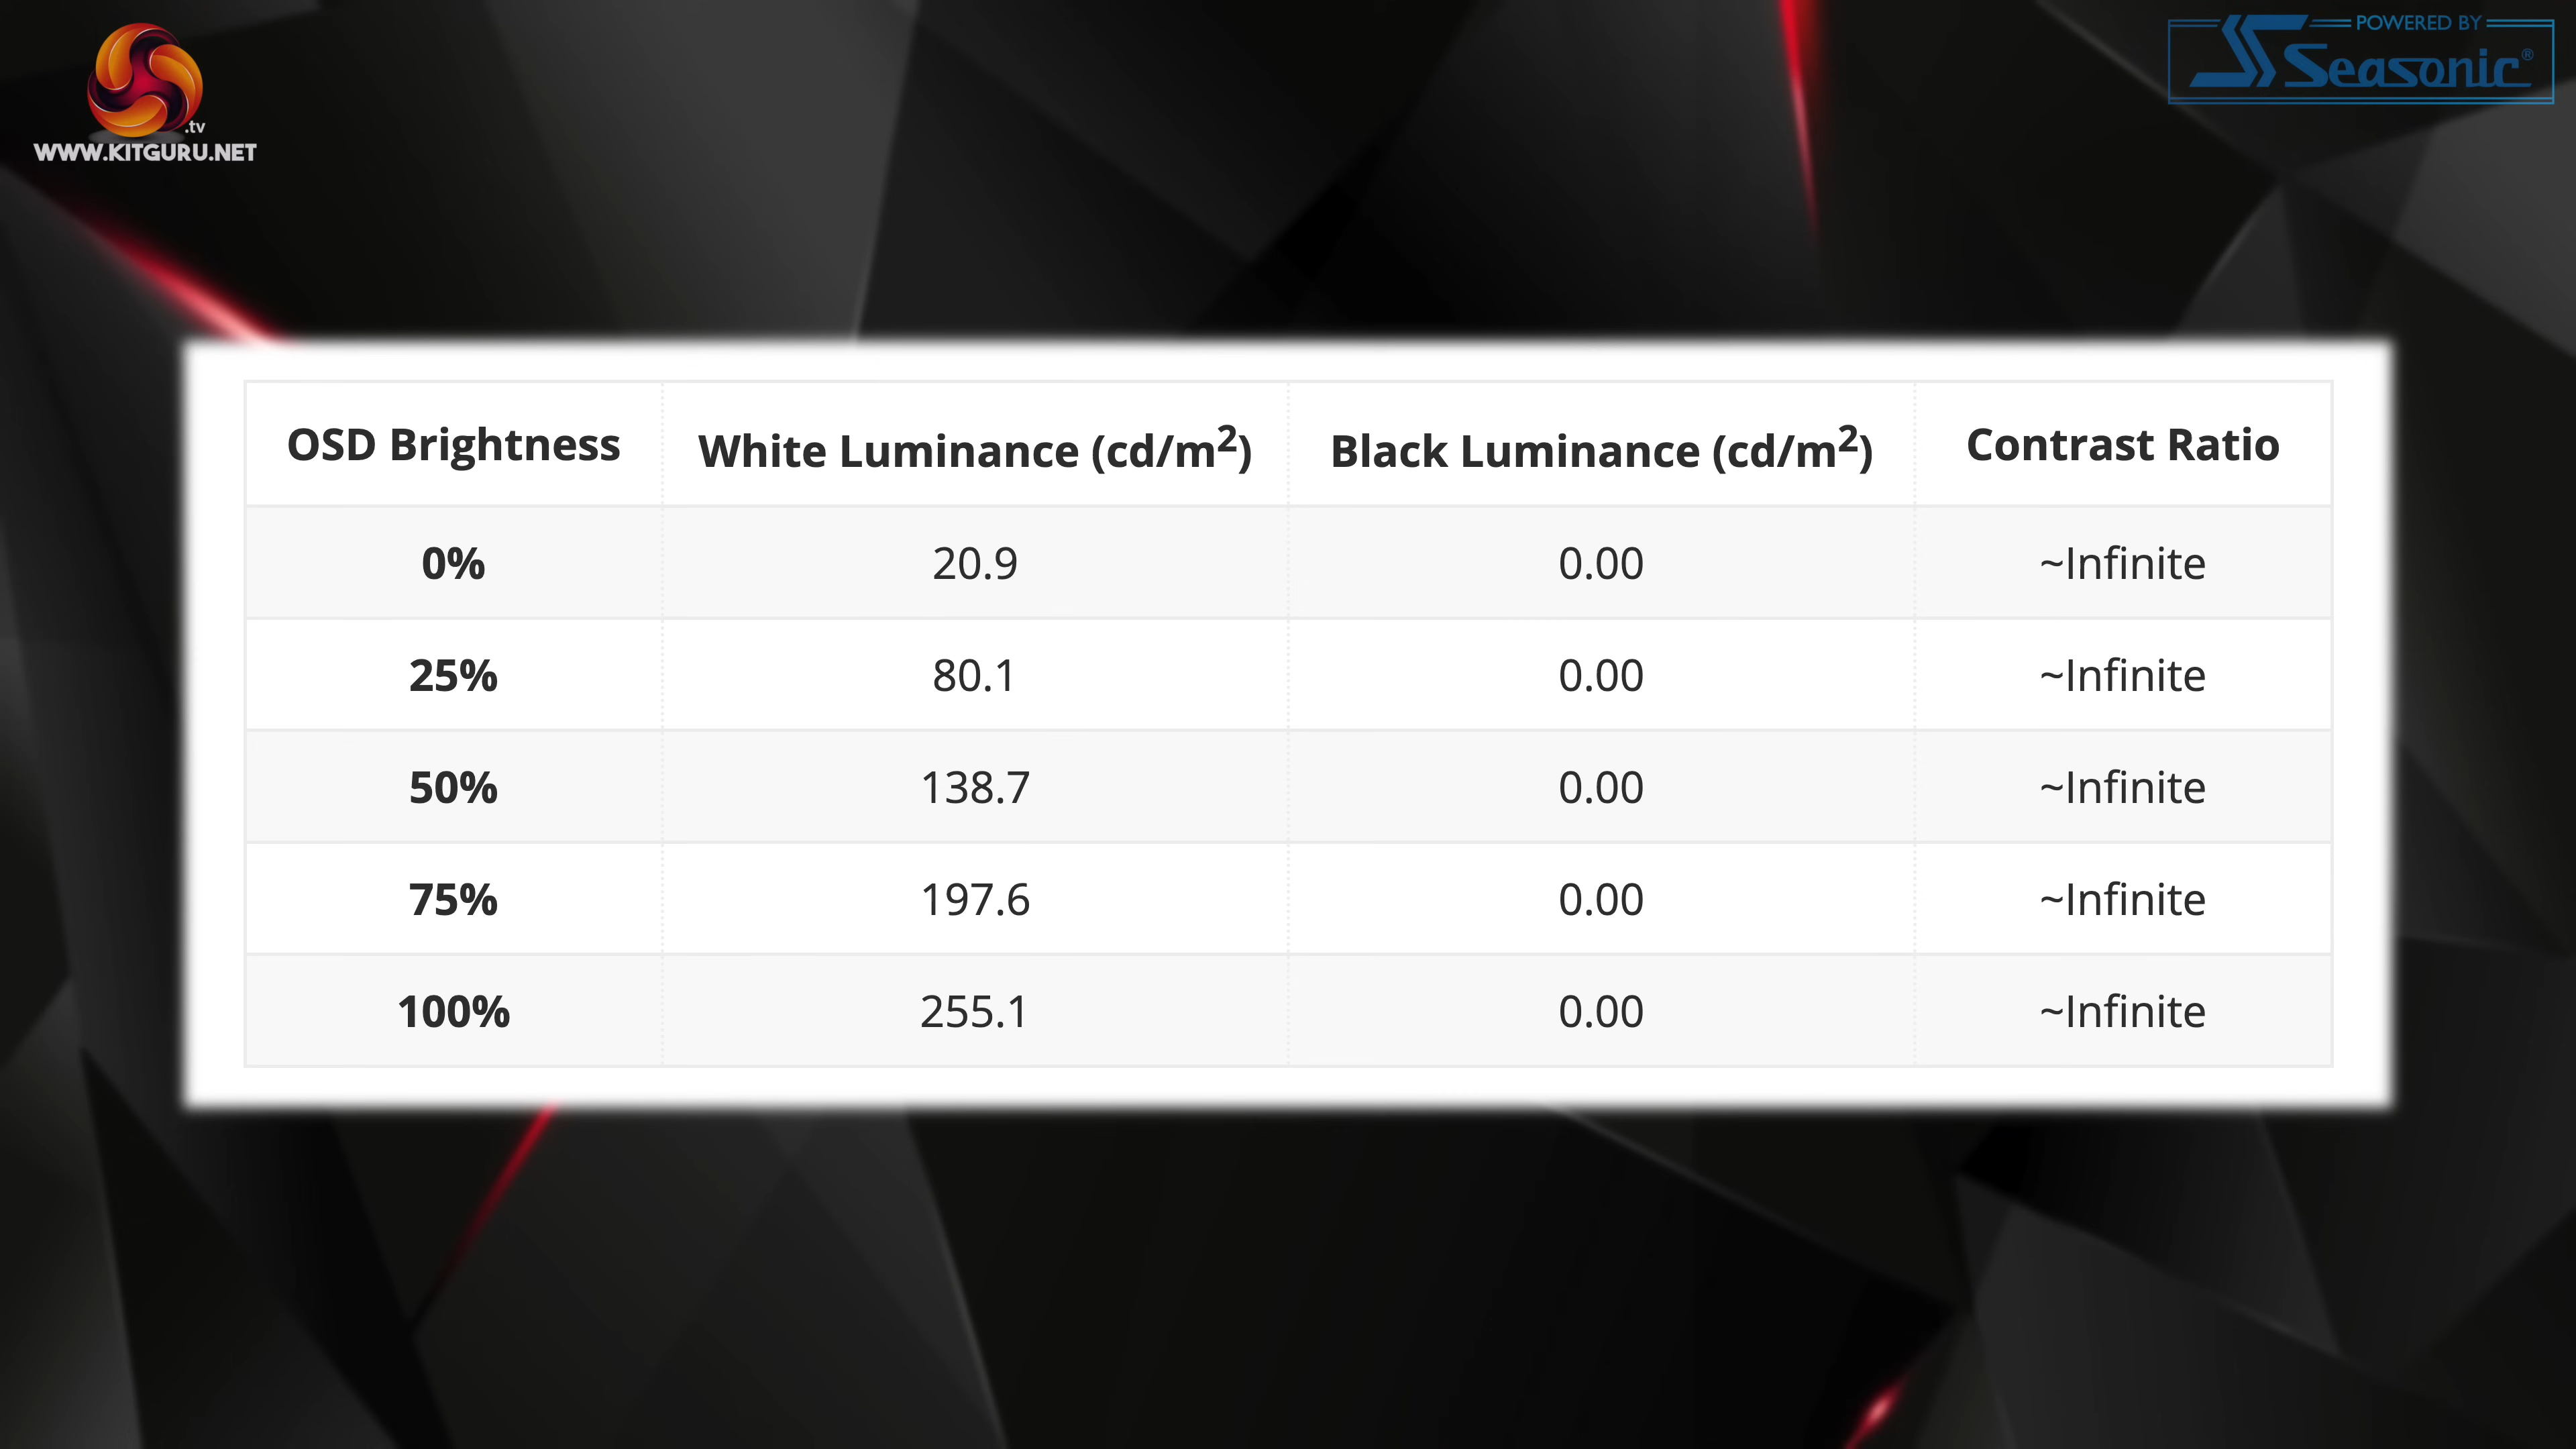 .tv
WWW.KITGURU.NET
POWERED BY
Seasonic®
OSD Brightness White Luminance (cd/m²) Black Luminance (cd/m²) Contrast Ratio
0% 20.9 0.00 ~Infinite
25% 80.1 0.00 ~Infinite
50% 138.7 0.00 ~Infinite
75% 197.6 0.00 ~Infinite
100% 255.1 0.00 ~Infinite